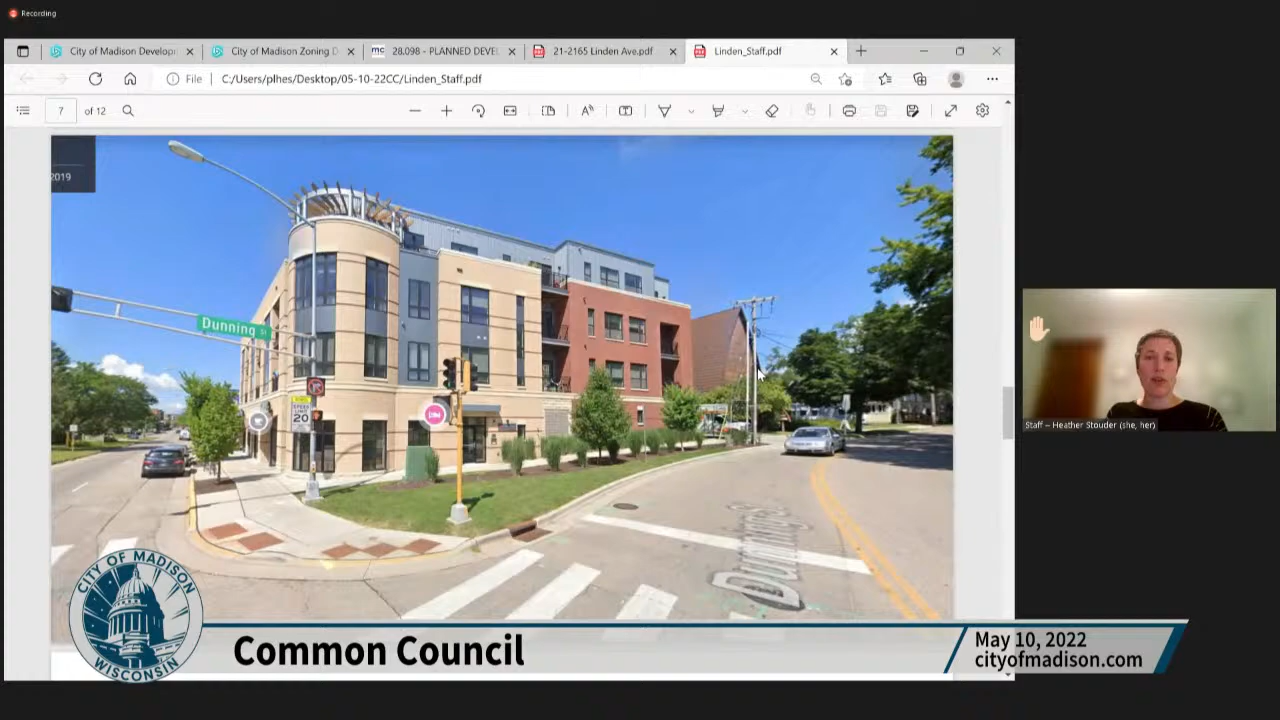 Recording
City of Madison Develop
City of Madison Zoning D
mc 28.098 - PLANNED DEVE
21-2165 Linden Ave.pdf
Linden_Staff.pdf
File C:/Users/plhes/Desktop/05-10-22CC/Linden_Staff.pdf
7 of 12
2019
Dunning St
SPEED
LIMIT
20
Dunning St
Staff – Heather Stouder (she, her)
CITY OF MADISON
WISCONSIN
Common Council
May 10, 2022
cityofmadison.com